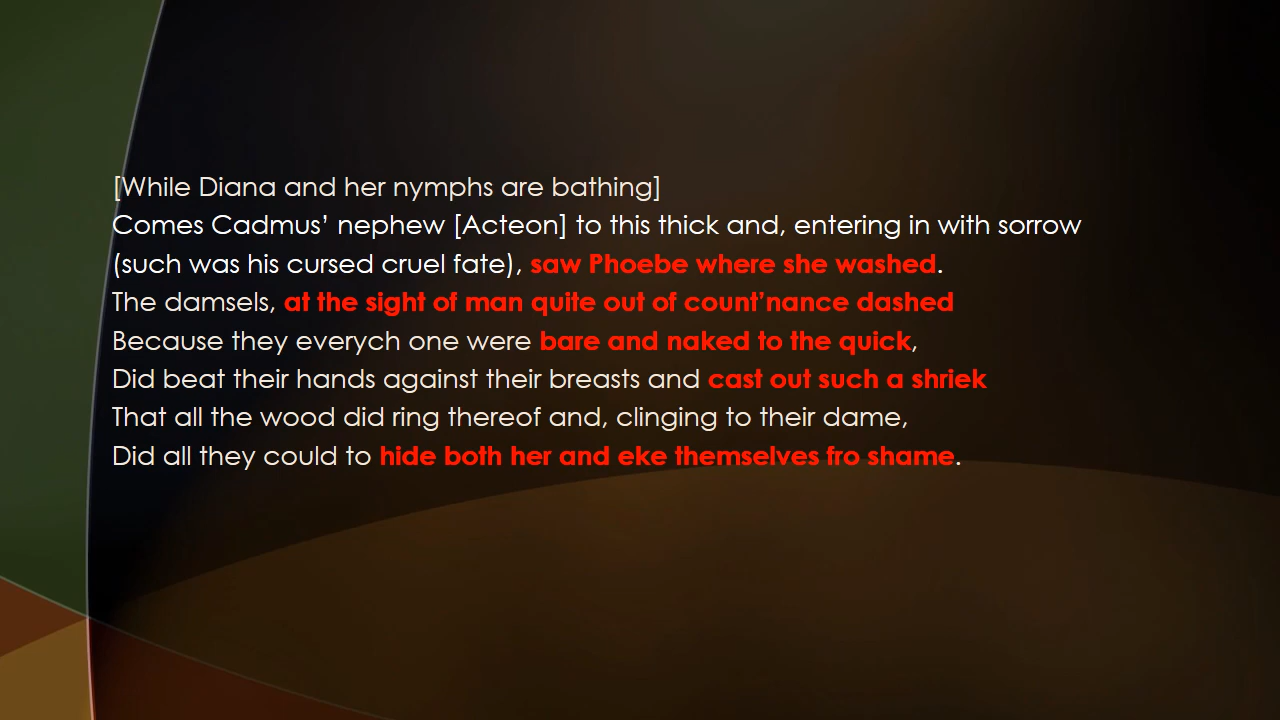 [While Diana and her nymphs are bathing]
Comes Cadmus’ nephew [Acteon] to this thick and, entering in with sorrow
(such was his cursed cruel fate), saw Phoebe where she washed.
The damsels, at the sight of man quite out of count’nance dashed
Because they everych one were bare and naked to the quick,
Did beat their hands against their breasts and cast out such a shriek
That all the wood did ring thereof and, clinging to their dame,
Did all they could to hide both her and eke themselves fro shame.